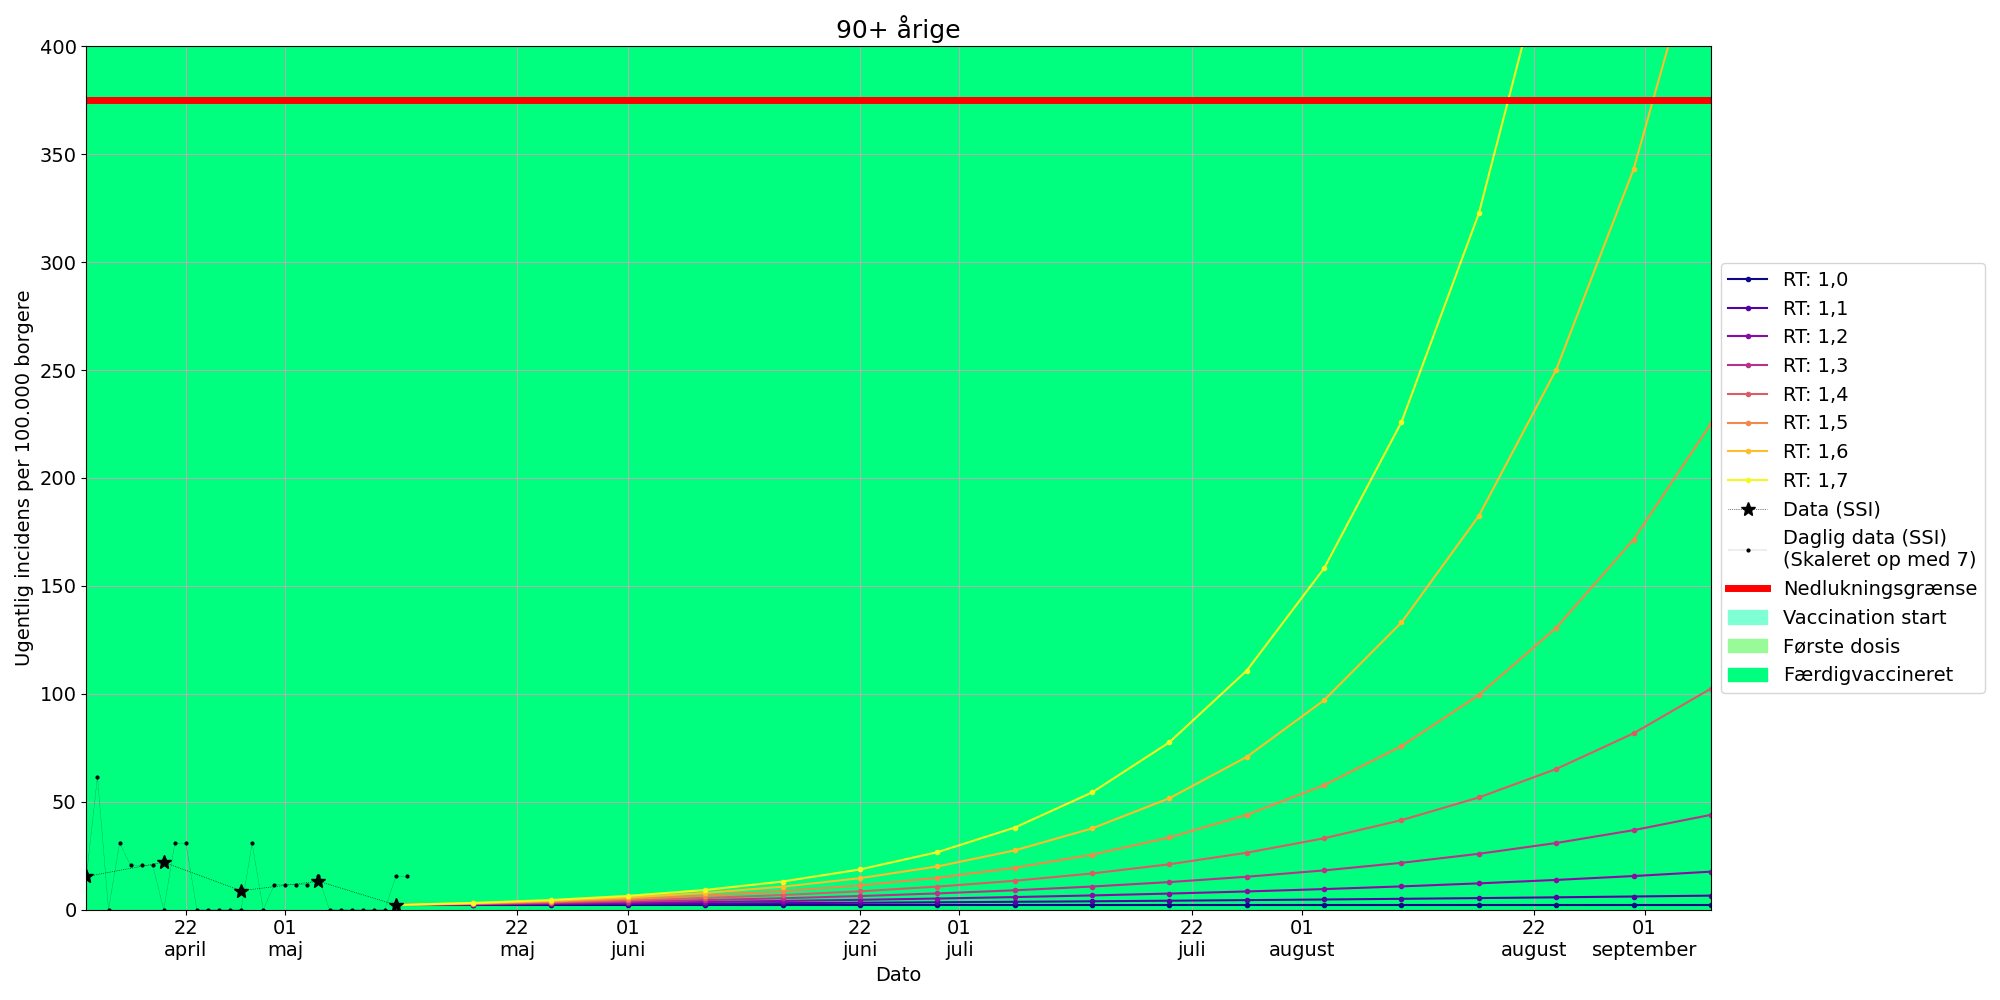 90+ årige
Ugentlig incidens per 100.000 borgere
400
350
300
250
200
150
100
50
0
22 april
01 maj
22 maj
01 juni
22 juni
01 juli
22 juli
01 august
22 august
01 september
Dato
RT: 1,0
RT: 1,1
RT: 1,2
RT: 1,3
RT: 1,4
RT: 1,5
RT: 1,6
RT: 1,7
Data (SSI)
Daglig data (SSI)
(Skaleret op med 7)
Nedlukningsgrænse
Vaccination start
Første dosis
Færdigvaccineret